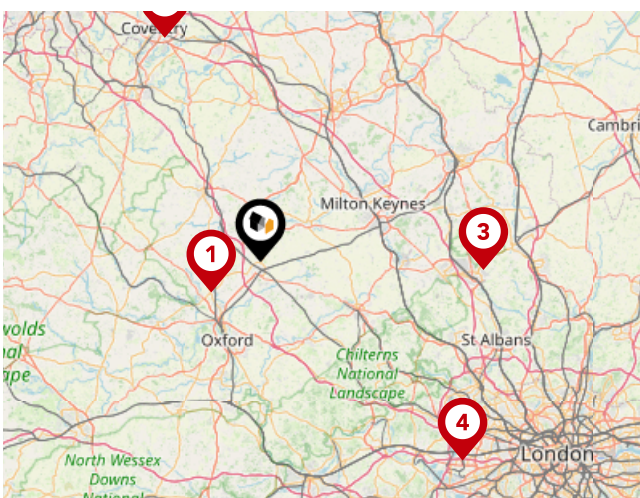 Coventry
Cambri
Milton Keynes
1
3
Oxford
St Albans
wolds
nal
ape
Chilterns
National
Landscape
4
London
North Wessex
Downs
National